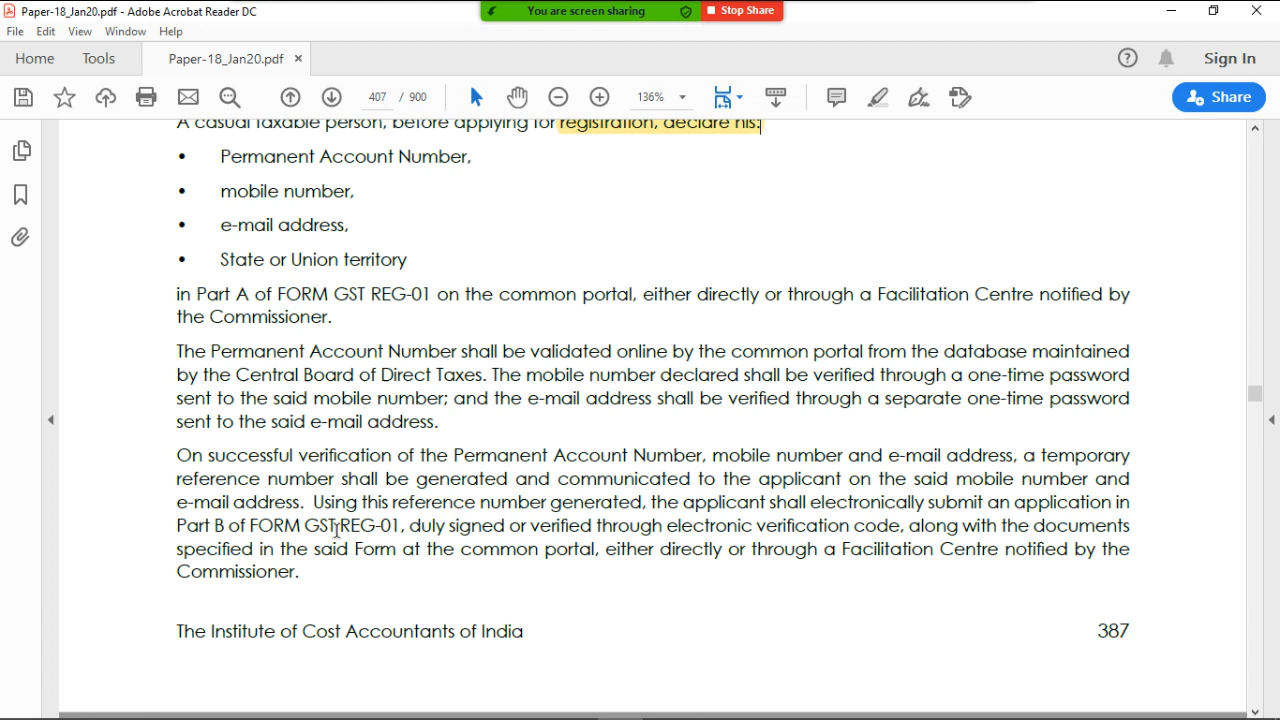 Paper-18_Jan20.pdf - Adobe Acrobat Reader DC
You are screen sharing
Stop Share
File Edit View Window Help
Home Tools Paper-18_Jan20.pdf × Sign In
407 / 900 136% Share
A casual taxable person, before applying for registration, declare his:
• Permanent Account Number,
• mobile number,
• e-mail address,
• State or Union territory
in Part A of FORM GST REG-01 on the common portal, either directly or through a Facilitation Centre notified by
the Commissioner.
The Permanent Account Number shall be validated online by the common portal from the database maintained
by the Central Board of Direct Taxes. The mobile number declared shall be verified through a one-time password
sent to the said mobile number; and the e-mail address shall be verified through a separate one-time password
sent to the said e-mail address.
On successful verification of the Permanent Account Number, mobile number and e-mail address, a temporary
reference number shall be generated and communicated to the applicant on the said mobile number and
e-mail address. Using this reference number generated, the applicant shall electronically submit an application in
Part B of FORM GST REG-01, duly signed or verified through electronic verification code, along with the documents
specified in the said Form at the common portal, either directly or through a Facilitation Centre notified by the
Commissioner.
The Institute of Cost Accountants of India 387